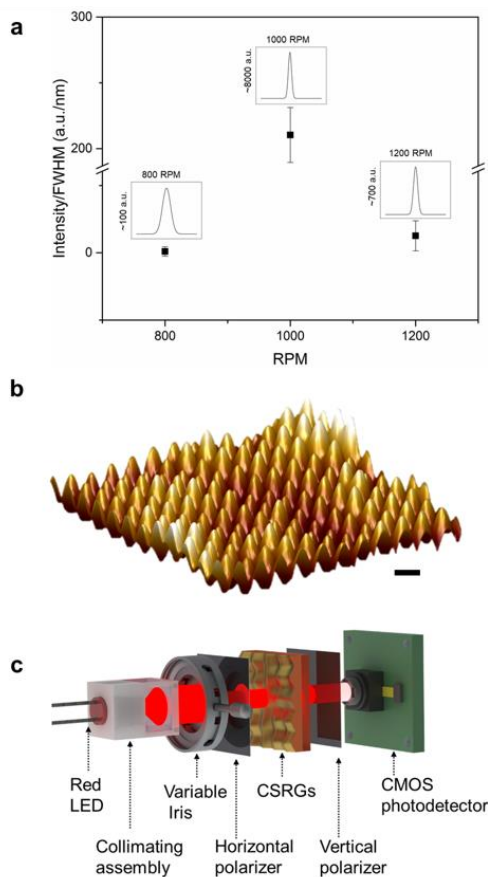 a
300
1000 RPM
~8000 a.u.
Intensity/FWHM (a.u./nm)
200
1200 RPM
~700 a.u.
800 RPM
~100 a.u.
0
800
1000
1200
RPM
b
c
Red
LED
Collimating
assembly
Variable
Iris
Horizontal
polarizer
CSRGs
Vertical
polarizer
CMOS
photodetector